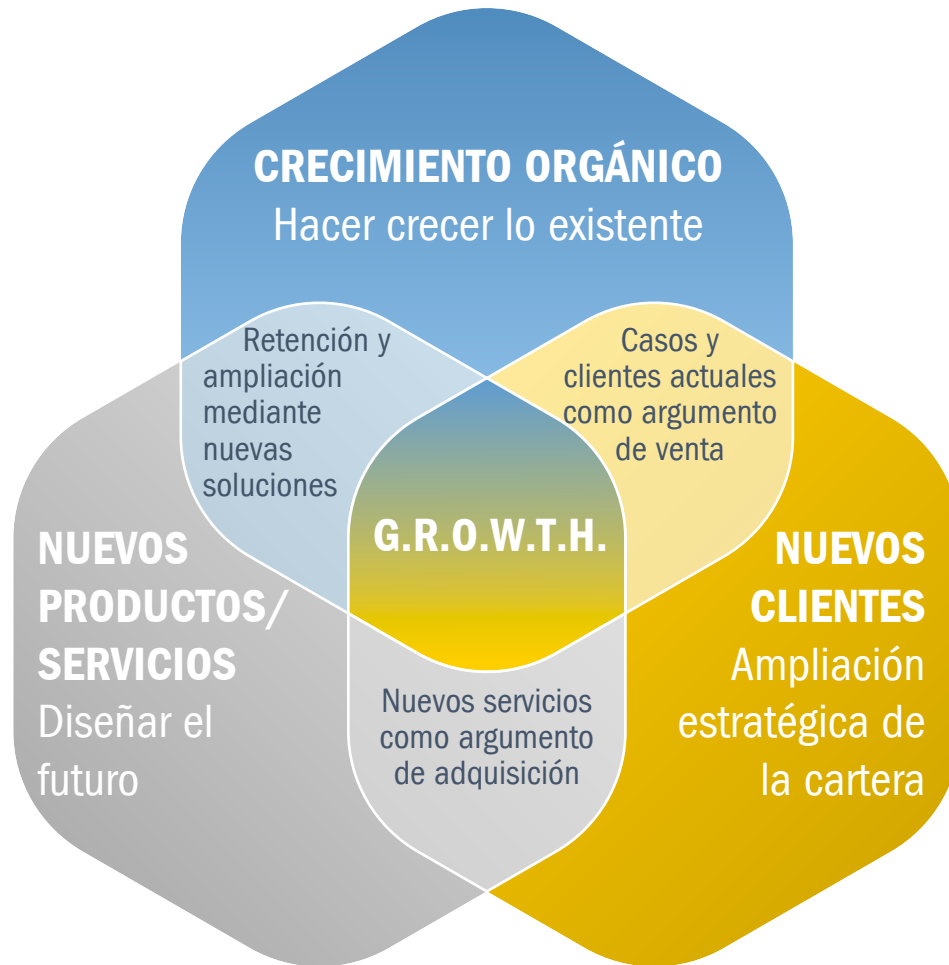 CRECIMIENTO ORGÁNICO
Hacer crecer lo existente
Retención y
ampliación
mediante
nuevas
soluciones
Casos y
clientes actuales
como argumento
de venta
G.R.O.W.T.H.
NUEVOS
PRODUCTOS/
SERVICIOS
Diseñar el
futuro
NUEVOS
CLIENTES
Ampliación
estratégica de
la cartera
Nuevos servicios
como argumento
de adquisición